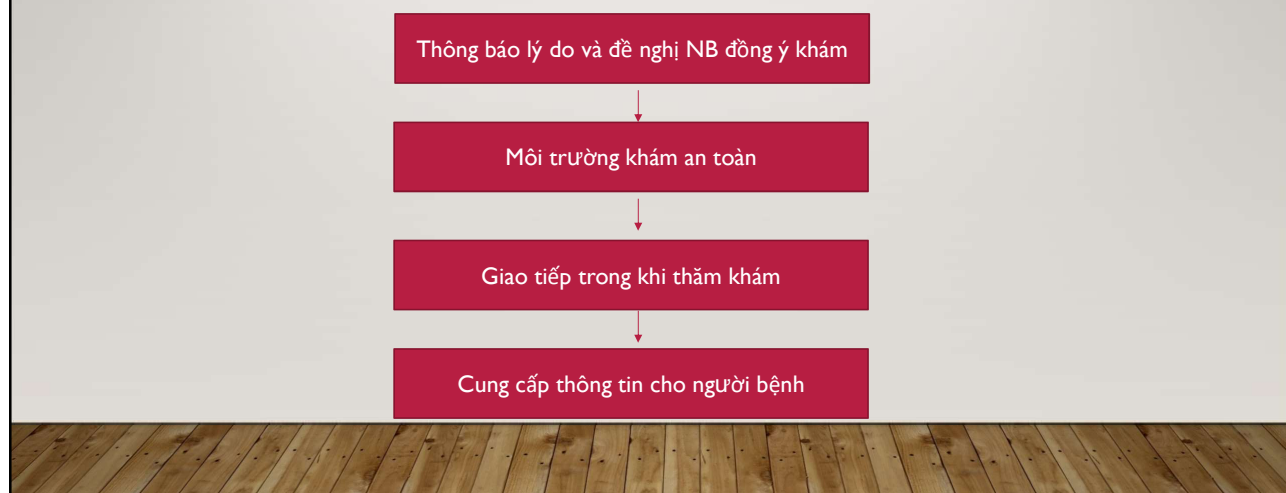 Thông báo lý do và đề nghị NB đồng ý khám
Môi trường khám an toàn
Giao tiếp trong khi thăm khám
Cung cấp thông tin cho người bệnh